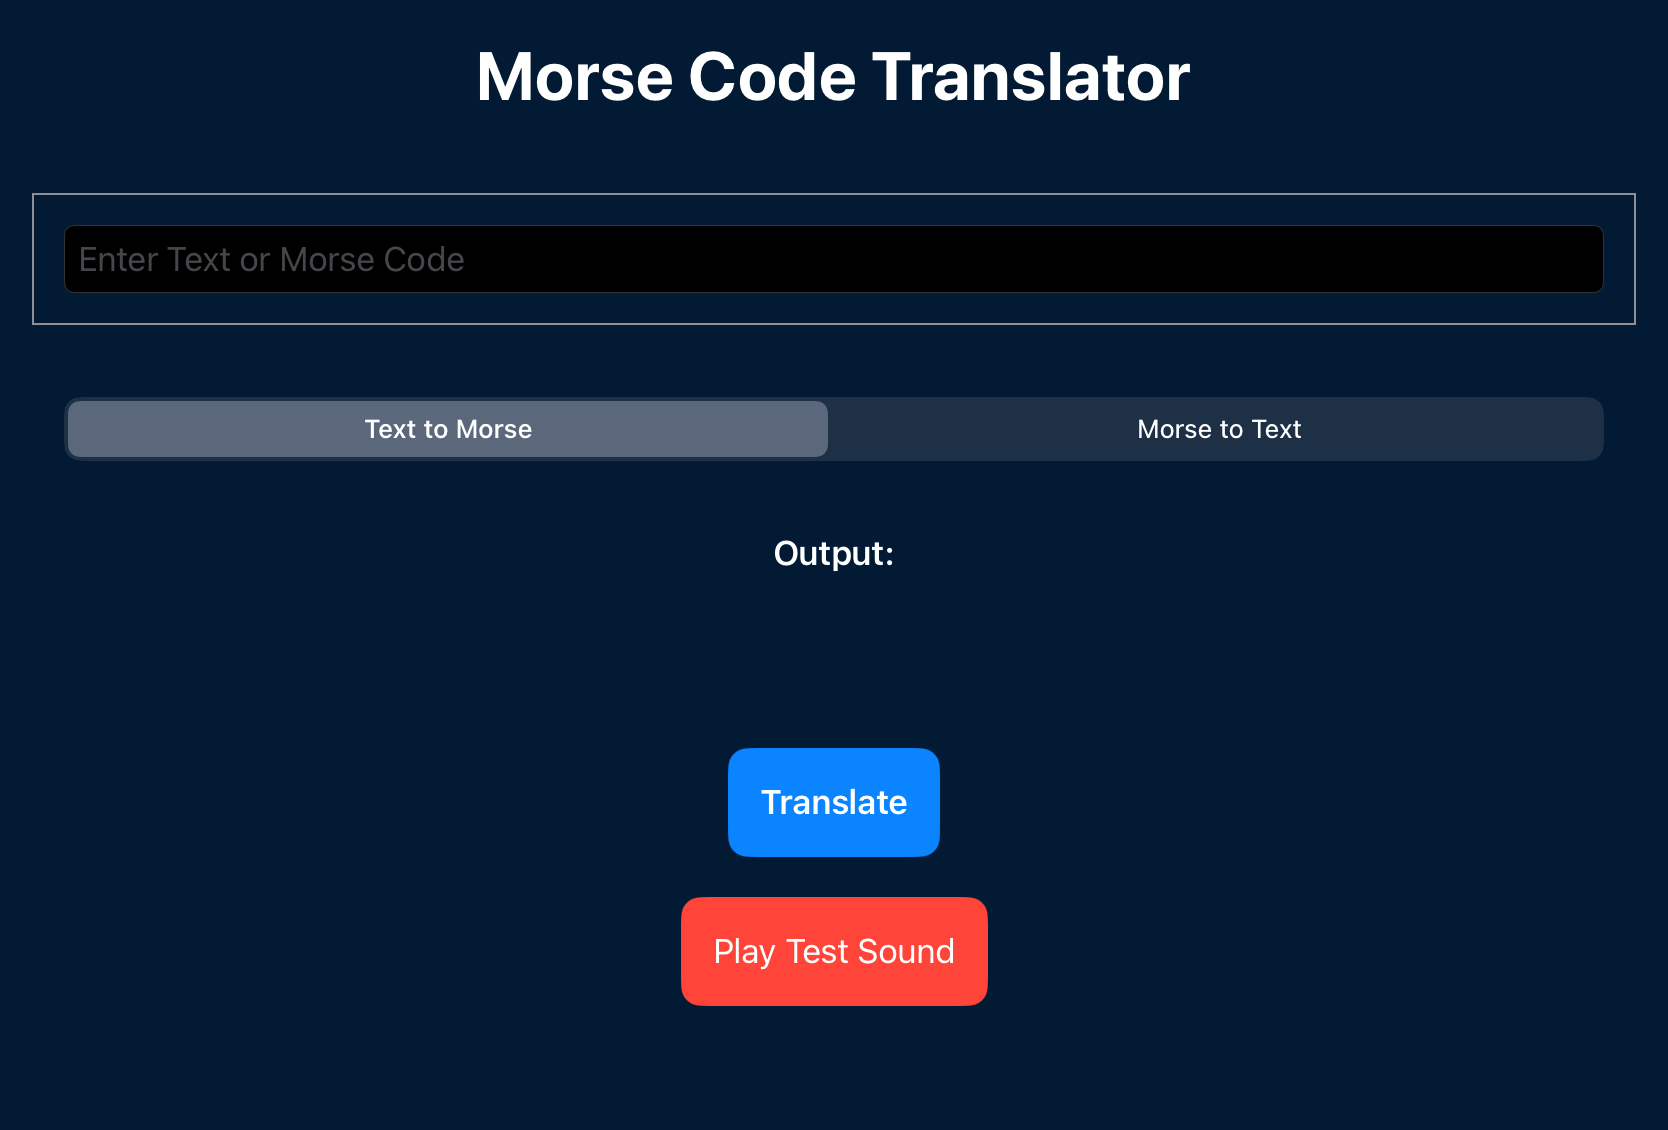 Morse Code Translator
Enter Text or Morse Code
Text to Morse
Morse to Text
Output:
Translate
Play Test Sound